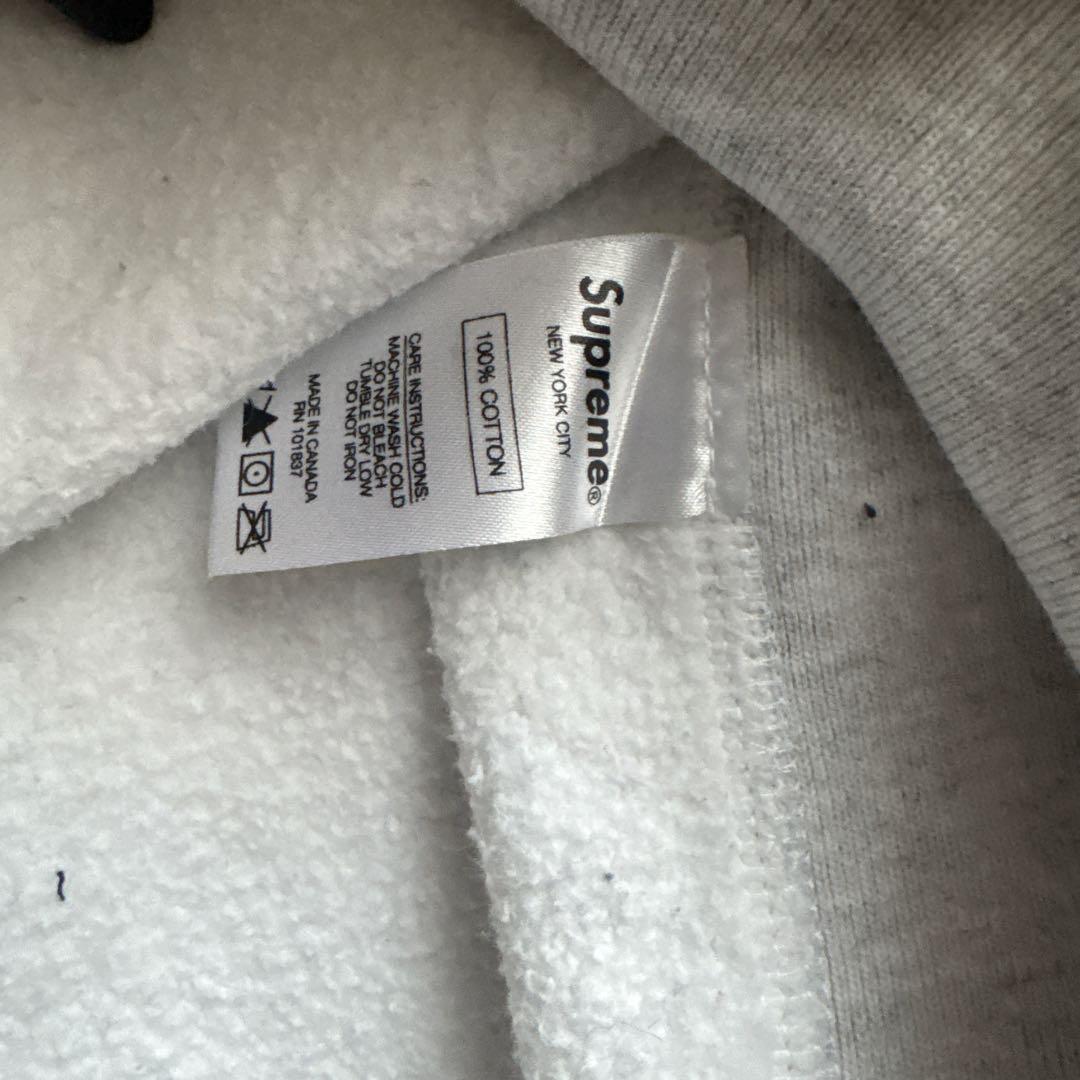 Supreme®
NEW YORK CITY
100% COTTON
CARE INSTRUCTIONS:
MACHINE WASH COLD
DO NOT BLEACH
TUMBLE DRY LOW
DO NOT IRON
MADE IN CANADA
RN 101837